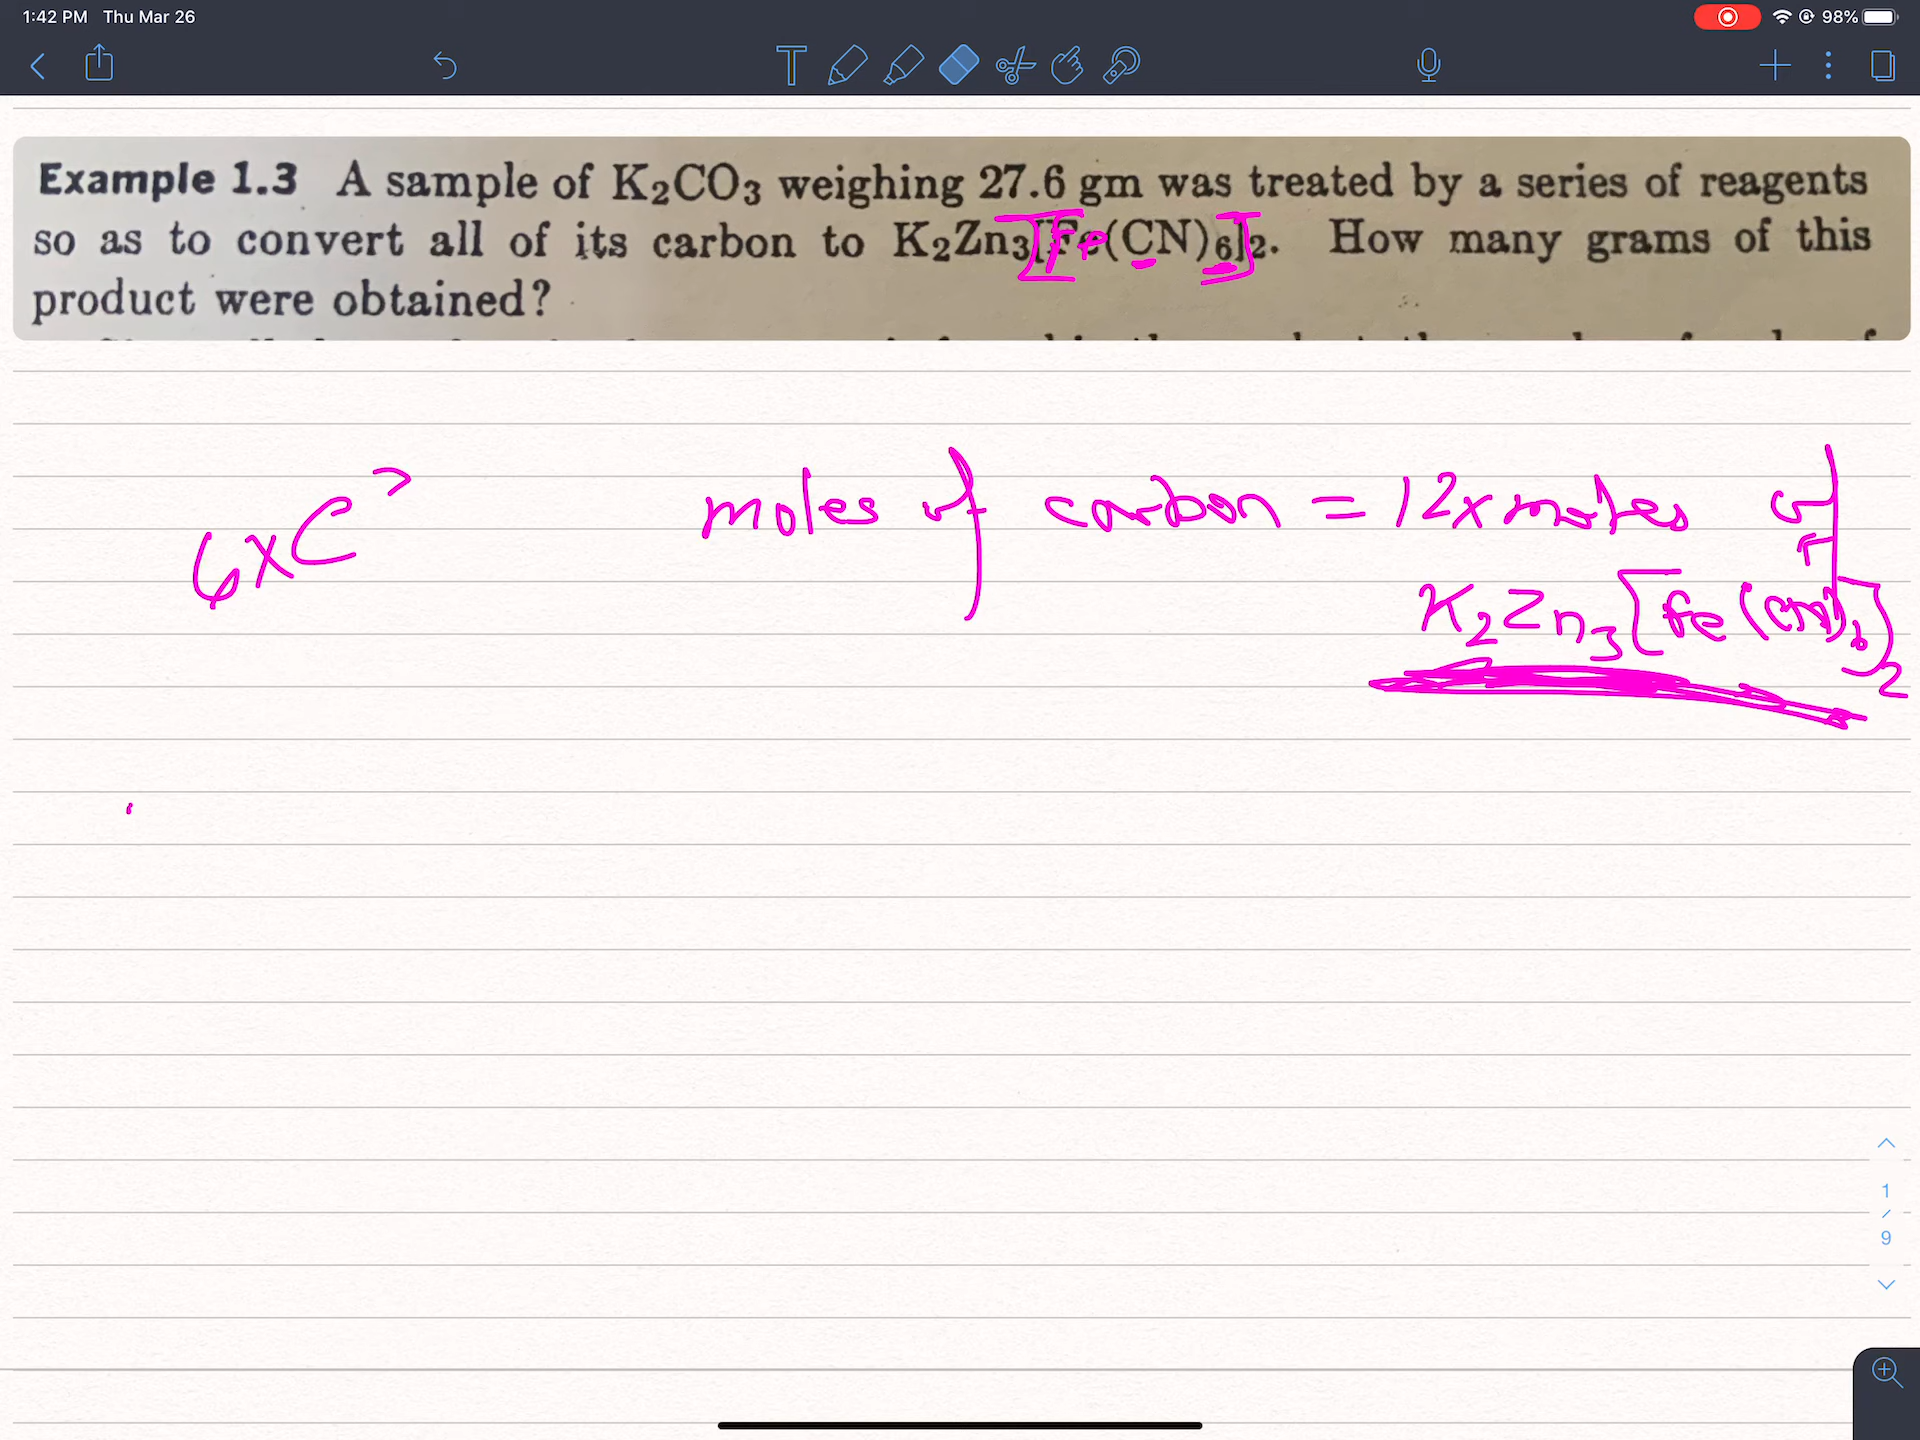 1:42 PM Thu Mar 26
98%
Example 1.3 A sample of K₂CO₃ weighing 27.6 gm was treated by a series of reagents
so as to convert all of its carbon to K₂Zn₃[Fe(CN)₆]₂. How many grams of this
product were obtained?
6xC
moles of carbon = 12x moles of
K₂Zn₃[Fe(CN)₆]₂
1
/
9